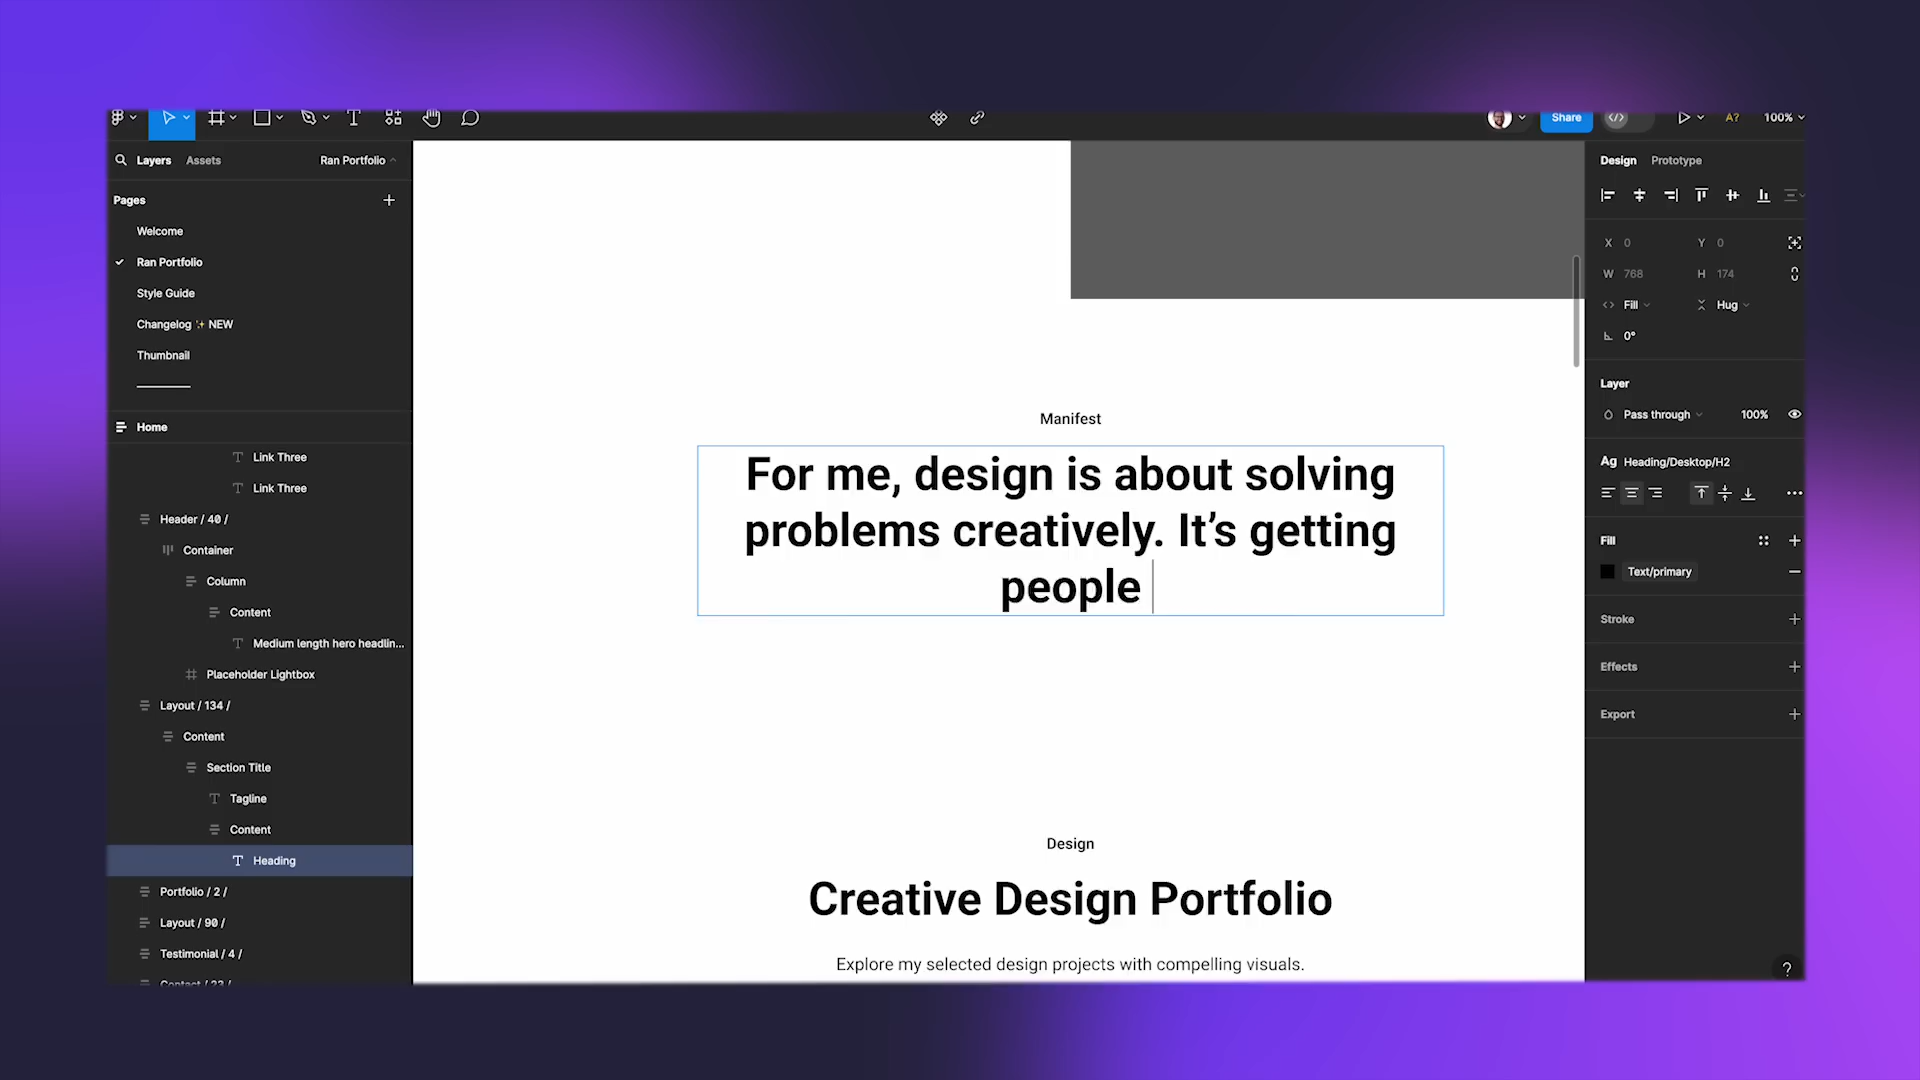 Share
A?
100%
Layers
Assets
Ran Portfolio
Pages
Welcome
Ran Portfolio
Style Guide
Changelog ✨ NEW
Thumbnail
Home
Link Three
Link Three
Header / 40 /
Container
Column
Content
Medium length hero headlin...
Placeholder Lightbox
Layout / 134 /
Content
Section Title
Tagline
Content
Heading
Portfolio / 2 /
Layout / 90 /
Testimonial / 4 /
Contact / 23 /
Manifest
For me, design is about solving
problems creatively. It’s getting
people
Design
Creative Design Portfolio
Explore my selected design projects with compelling visuals.
Design
Prototype
X 0
Y 0
W 768
H 174
Fill
Hug
0°
Layer
Pass through
100%
Ag Heading/Desktop/H2
Fill
Text/primary
Stroke
Effects
Export
?